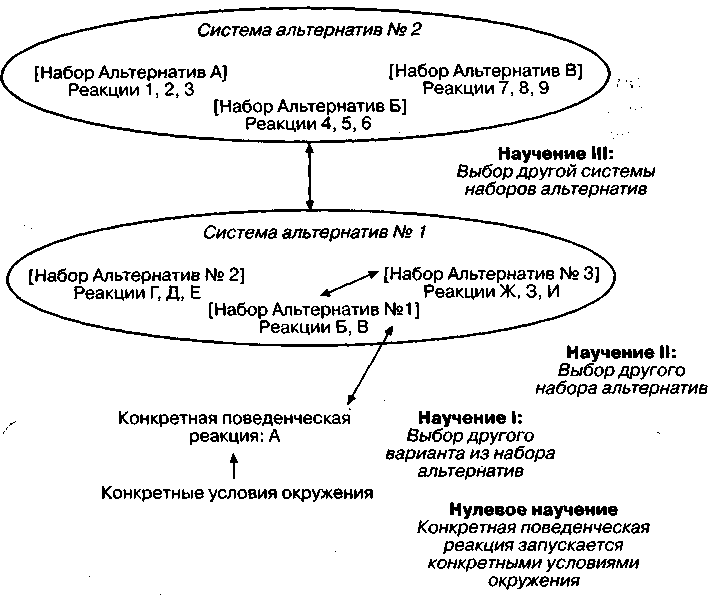 Система альтернатив № 2
[Набор Альтернатив А]
Реакции 1, 2, 3
[Набор Альтернатив В]
Реакции 7, 8, 9
[Набор Альтернатив Б]
Реакции 4, 5, 6
Научение III:
Выбор другой системы
наборов альтернатив
Система альтернатив № 1
[Набор Альтернатив № 2]
Реакции Г, Д, Е
[Набор Альтернатив № 3]
Реакции Ж, З, И
[Набор Альтернатив №1]
Реакции Б, В
Научение II:
Выбор другого
набора альтернатив
Конкретная поведенческая
реакция: А
Научение I:
Выбор другого
варианта из набора
альтернатив
Конкретные условия окружения
Нулевое научение
Конкретная поведенческая
реакция запускается
конкретными условиями
окружения